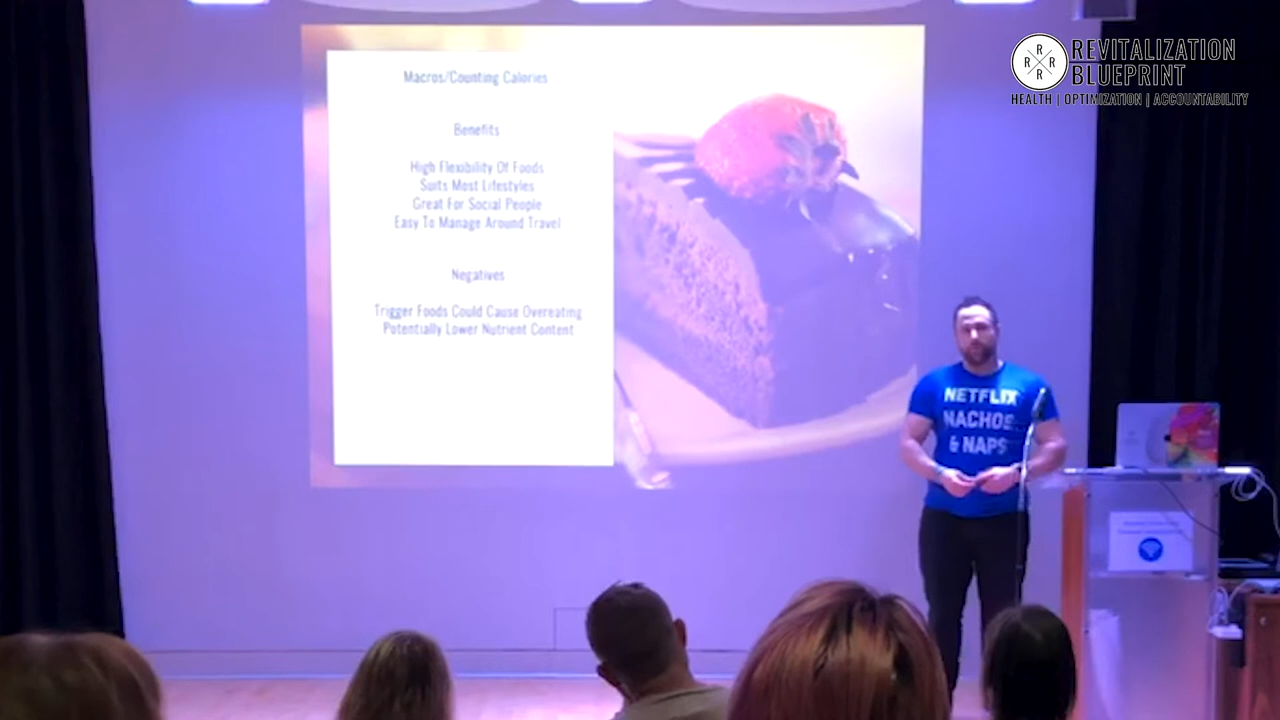 Macros/Counting Calories
Benefits
High Flexibility Of Foods
Suits Most Lifestyles
Great For Social People
Easy To Manage Around Travel
Negatives
Trigger Foods Could Cause Overeating
Potentially Lower Nutrient Content
R
R R
R
REVITALIZATION
BLUEPRINT
HEALTH | OPTIMIZATION | ACCOUNTABILITY
NETFLIX
NACHOS
& NAPS